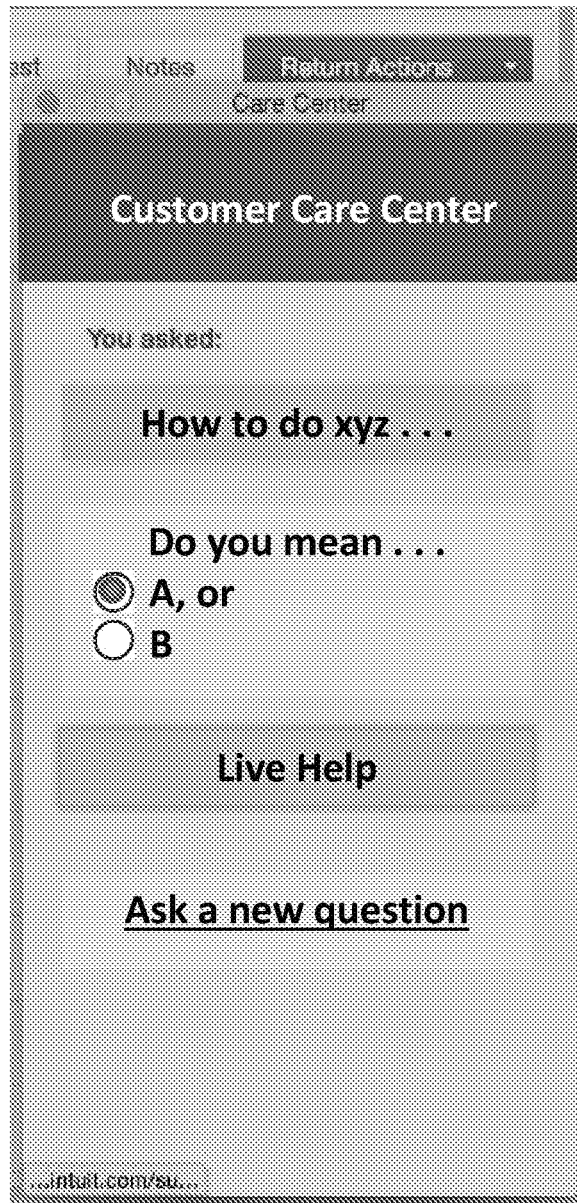 Notes Return Actions
Care Center
Customer Care Center
You asked:
How to do xyz . . .
Do you mean . . .
A, or
B
Live Help
Ask a new question
...intuit.com/su...